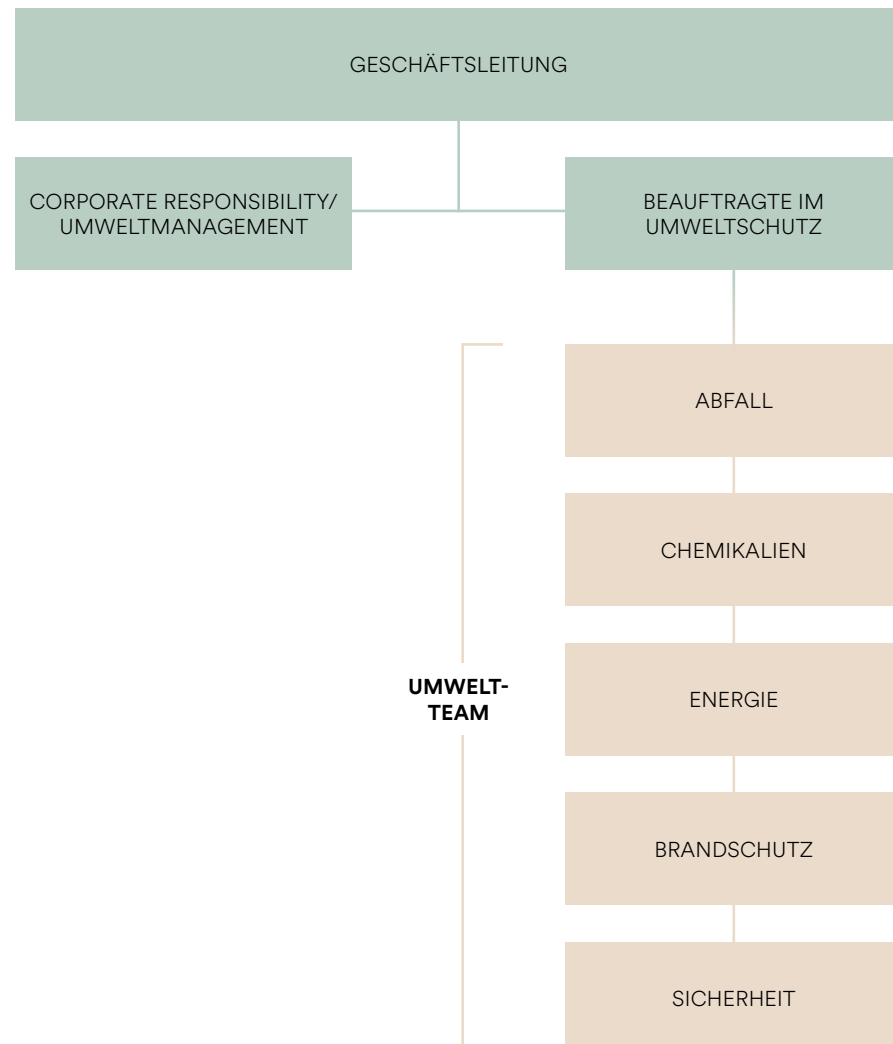 GESCHÄFTSLEITUNG
CORPORATE RESPONSIBILITY/
UMWELTMANAGEMENT
BEAUFTRAGTE IM
UMWELTSCHUTZ
ABFALL
CHEMIKALIEN
UMWELT-
TEAM
ENERGIE
BRANDSCHUTZ
SICHERHEIT